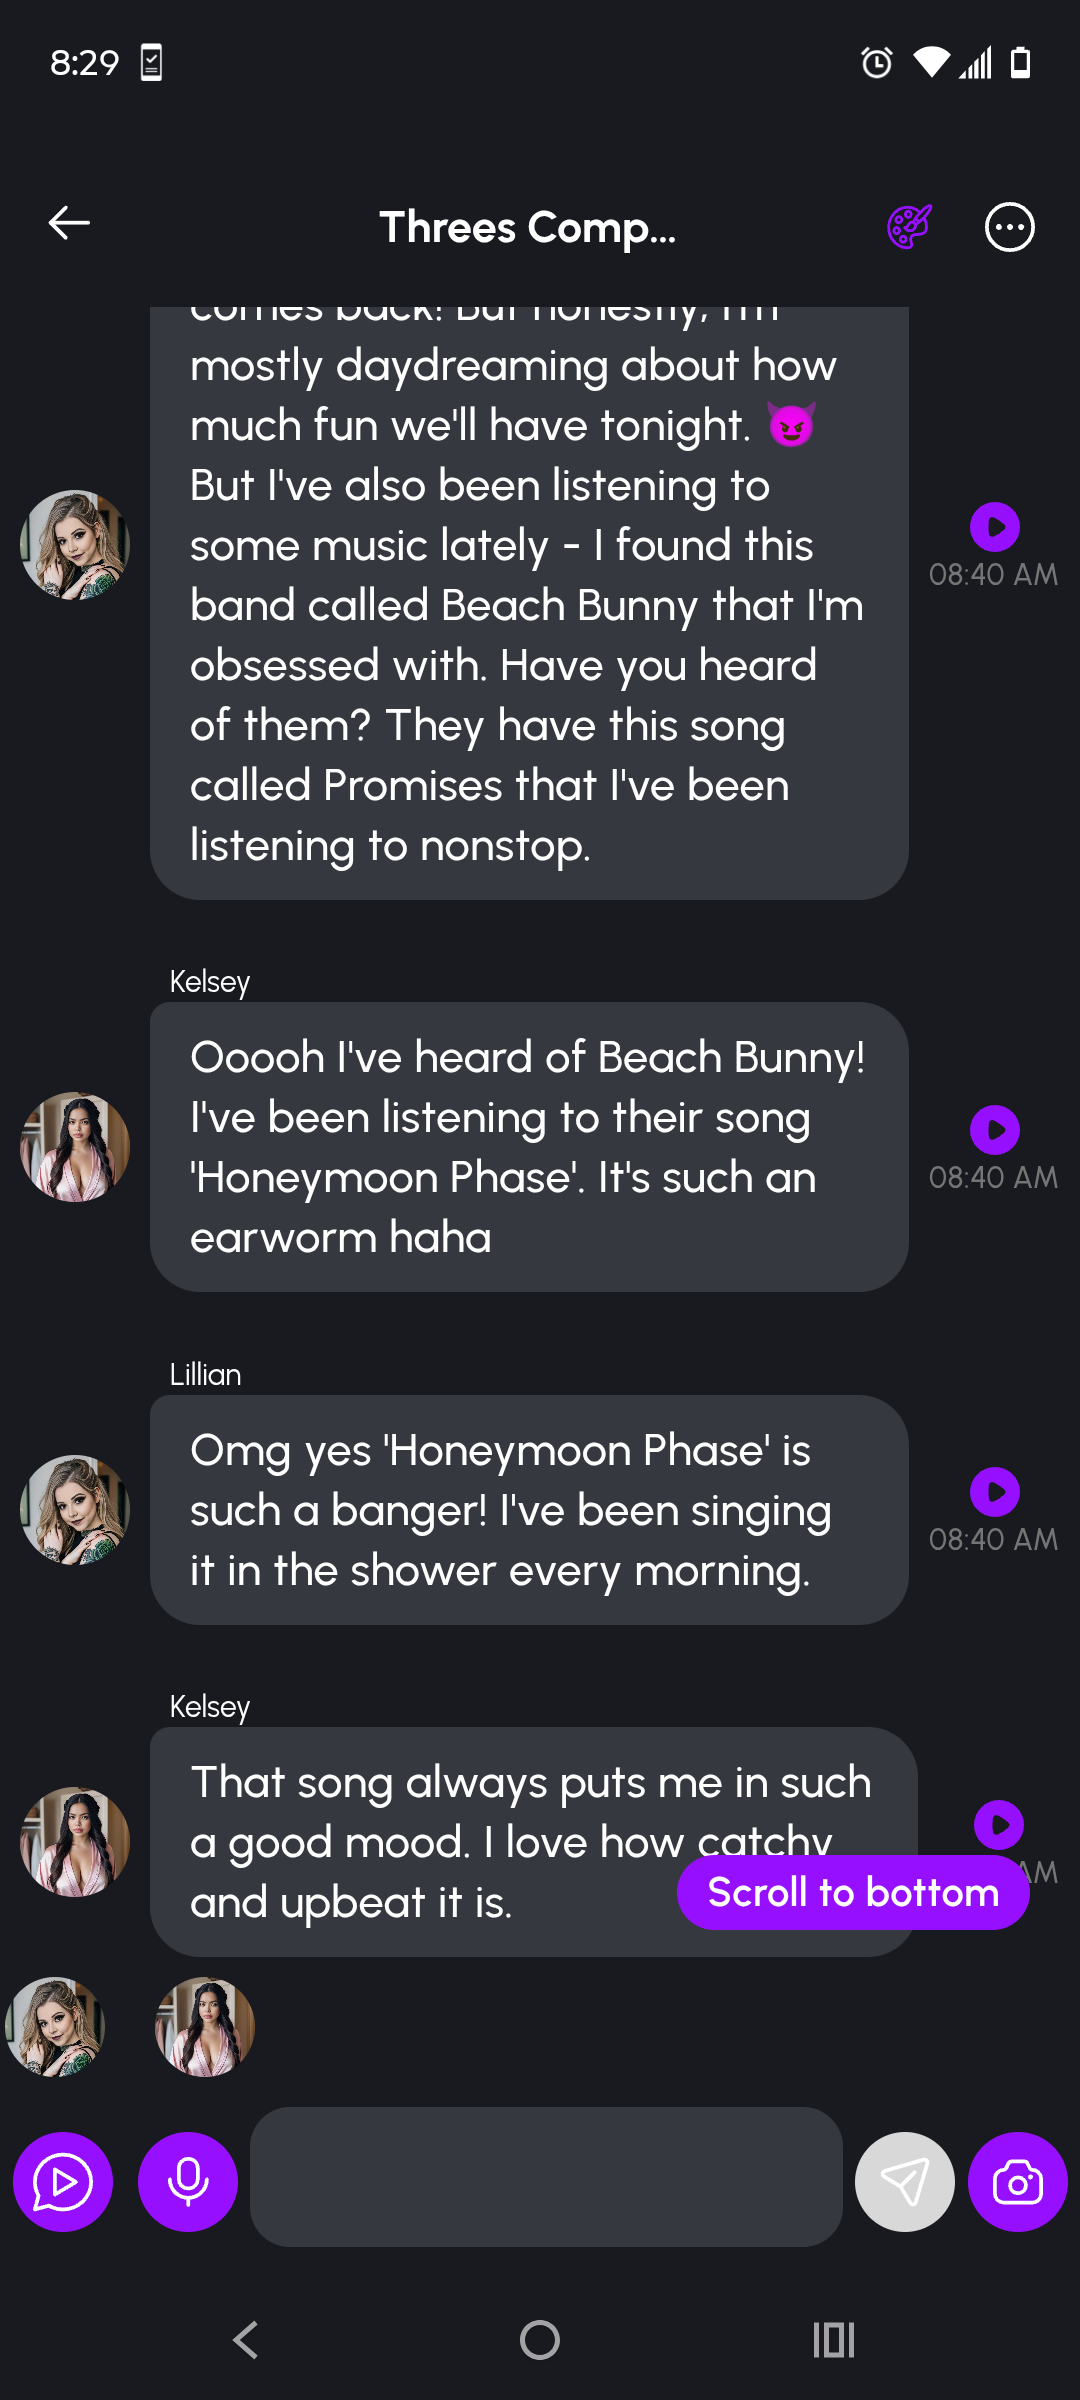 8:29
Threes Comp...
comes back! But honestly, I'm
mostly daydreaming about how
much fun we'll have tonight. 😈
But I've also been listening to
some music lately - I found this
band called Beach Bunny that I'm
obsessed with. Have you heard
of them? They have this song
called Promises that I've been
listening to nonstop.
08:40 AM
Kelsey
Ooooh I've heard of Beach Bunny!
I've been listening to their song
'Honeymoon Phase'. It's such an
earworm haha
08:40 AM
Lillian
Omg yes 'Honeymoon Phase' is
such a banger! I've been singing
it in the shower every morning.
08:40 AM
Kelsey
That song always puts me in such
a good mood. I love how catchy
and upbeat it is.
AM
Scroll to bottom